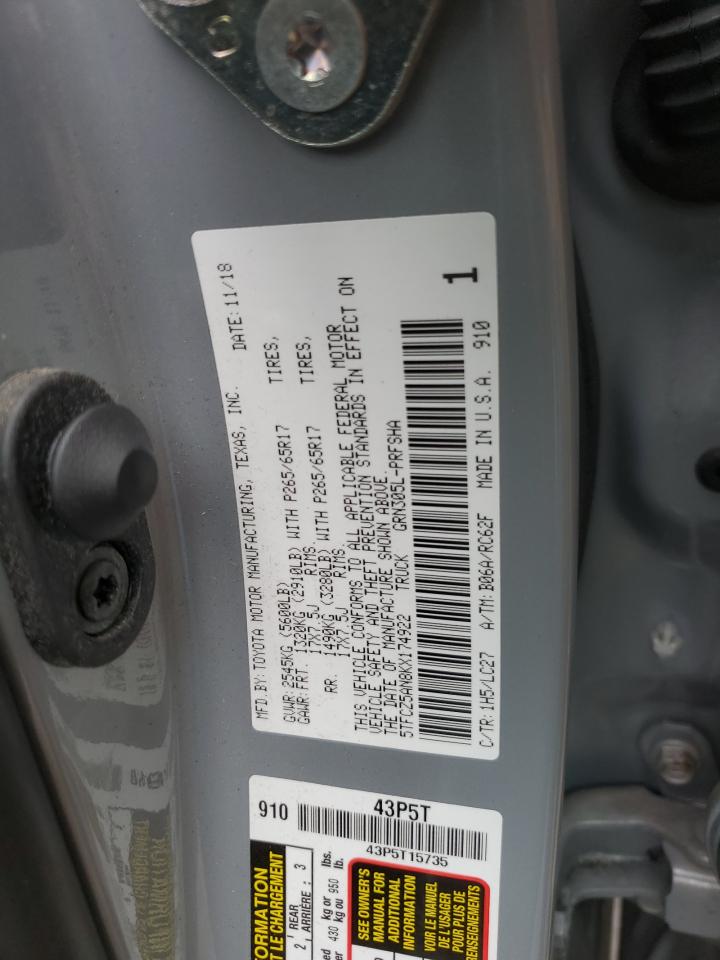 MFD.BY: TOYOTA MOTOR MANUFACTURING, TEXAS, INC. DATE: 11/18
GVWR: 2545KG (5600LB)
GAWR: FRT. 1320KG (2910LB) WITH P265/65R17 TIRES,
17X7.5J RIMS.
RR. 1490KG (3280LB) WITH P265/65R17 TIRES,
17X7.5J RIMS.
THIS VEHICLE CONFORMS TO ALL APPLICABLE FEDERAL MOTOR
VEHICLE SAFETY AND THEFT PREVENTION STANDARDS IN EFFECT ON
THE DATE OF MANUFACTURE SHOWN ABOVE.
5TFCZ5AN8KX174922 TRUCK GRN305L-PRFSHA
1
C/TR: 1H5/LC27 A/TM: B06A/RC62F MADE IN U.S.A. 910
910 43P5T
43P5T15735
2 REAR
ARRIÈRE : 3
430 kg or 950 lbs.
kg ou lb.
SEE OWNER'S
MANUAL FOR
ADDITIONAL
INFORMATION
VOIR LE MANUEL
DE L'USAGER
POUR PLUS DE
RENSEIGNEMENTS